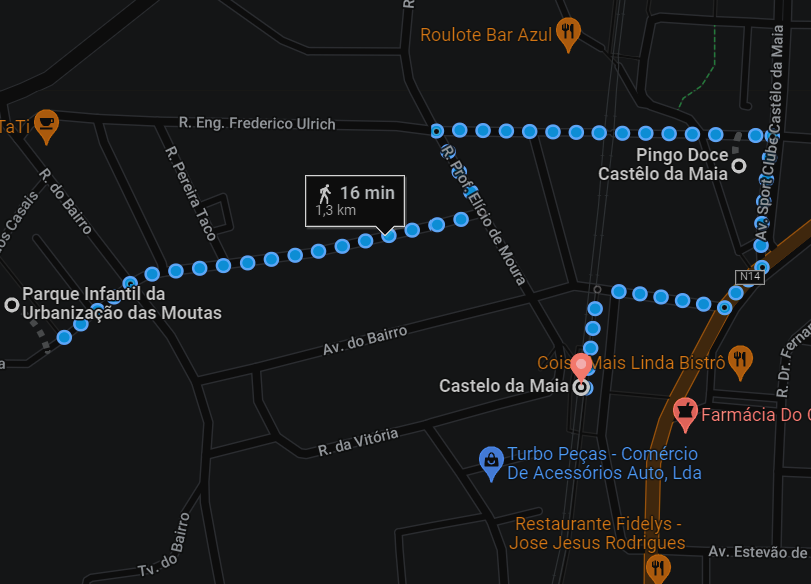 Roulote Bar Azul
TaTi
R. Eng. Frederico Ulrich
R. Pereira Taco
R. do Bairro
os Casais
R. Prof. Elício de Moura
Av. Sport Clube Castêlo da Maia
Pingo Doce
Castêlo da Maia
16 min
1,3 km
Parque Infantil da
Urbanização das Moutas
N14
Av. do Bairro
R. Dr. Fernan
Mais Linda Bistrô
Castelo da Maia
Farmácia Do
R. da Vitória
Turbo Peças - Comércio
De Acessórios Auto, Lda
Restaurante Fidelys -
Jose Jesus Rodrigues
Tv. do Bairro
Av. Estevão de